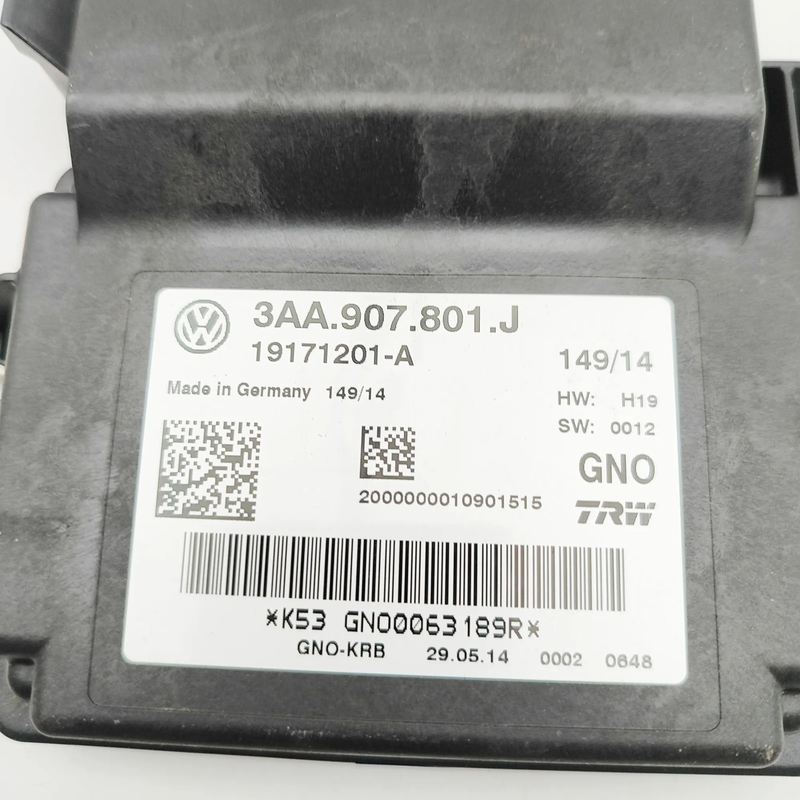 3AA.907.801.J
19171201-A 149/14
Made in Germany 149/14 HW: H19
SW: 0012
GNO
2000000010901515 TRW
*K53 GNO0063189R*
GNO-KRB 29.05.14 0002 0648